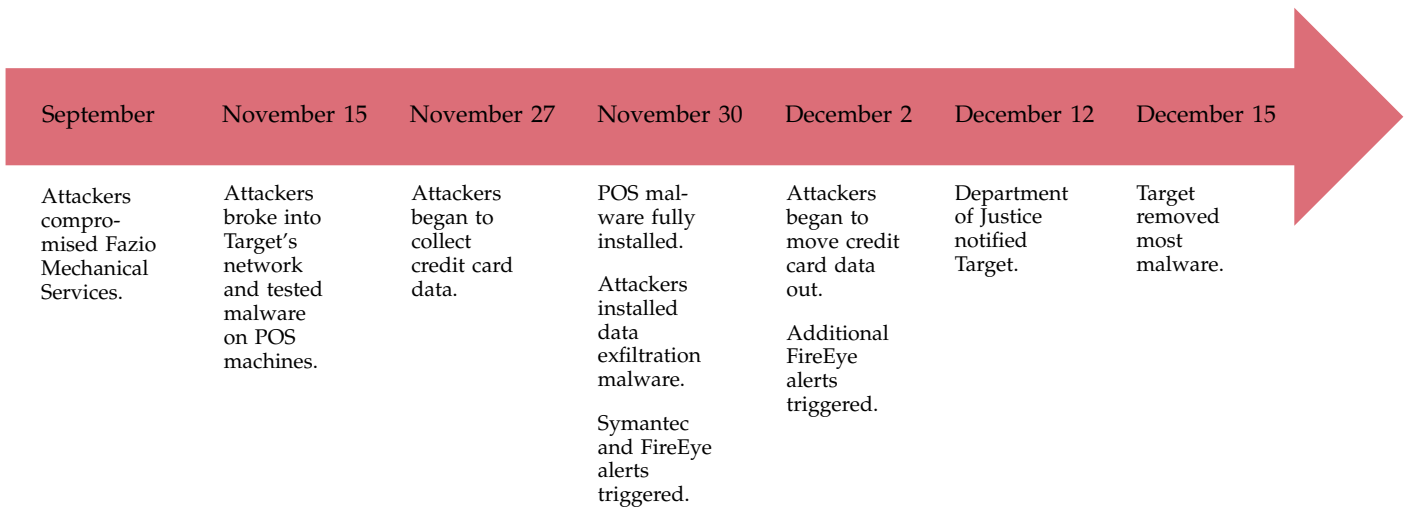 September
November 15
November 27
November 30
December 2
December 12
December 15
Attackers
compro-
mised Fazio
Mechanical
Services.
Attackers
broke into
Target's
network
and tested
malware
on POS
machines.
Attackers
began to
collect
credit card
data.
POS mal-
ware fully
installed.
Attackers
installed
data
exfiltration
malware.
Symantec
and FireEye
alerts
triggered.
Attackers
began to
move credit
card data
out.
Additional
FireEye
alerts
triggered.
Department
of Justice
notified
Target.
Target
removed
most
malware.